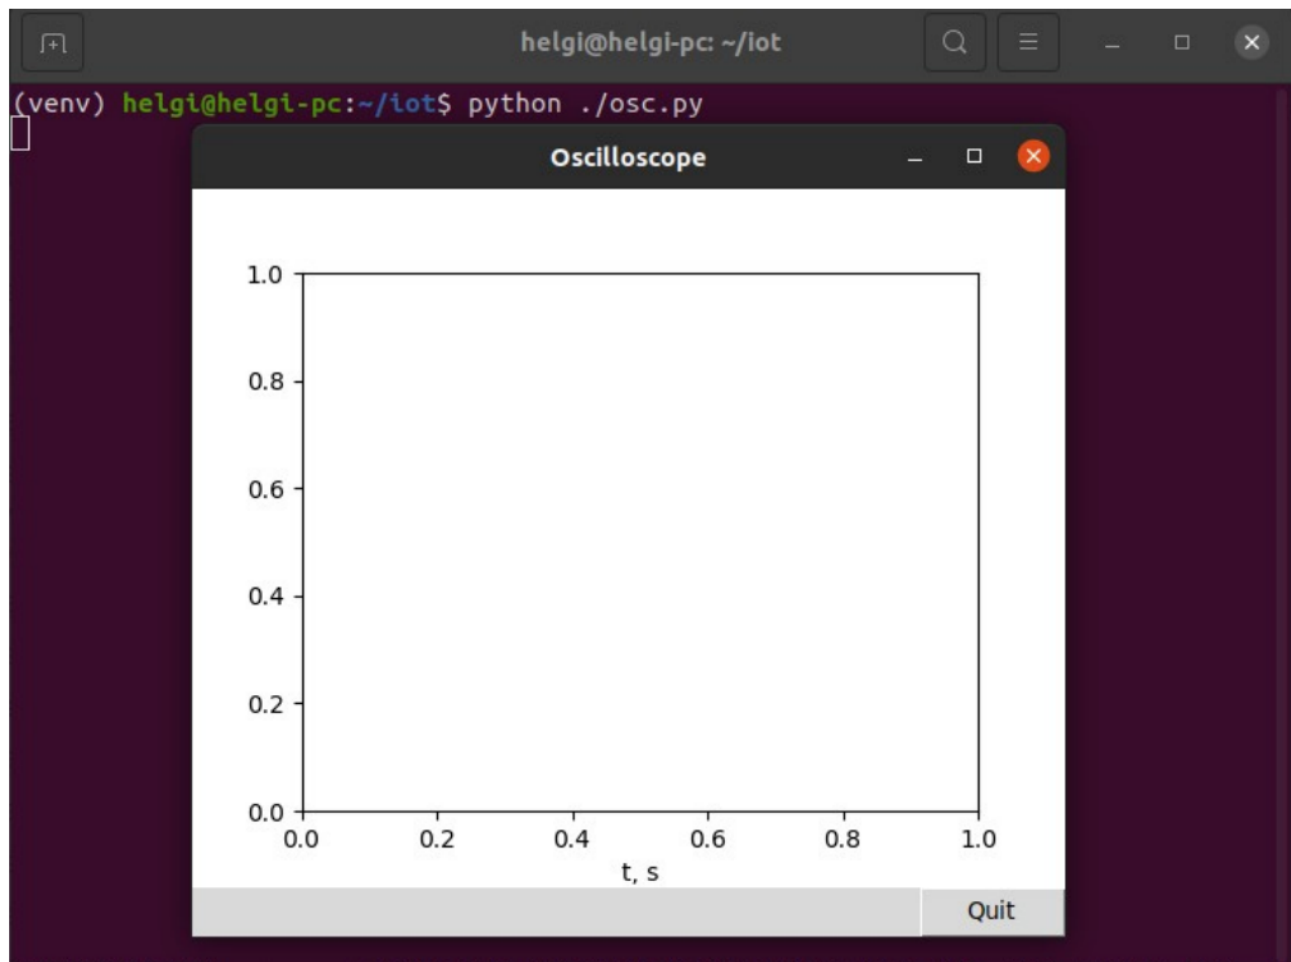 helgi@helgi-pc: ~/iot
(venv) helgi@helgi-pc:~/iot$ python ./osc.py
Oscilloscope
1.0
0.8
0.6
0.4
0.2
0.0
0.0 0.2 0.4 0.6 0.8 1.0
t, s
Quit